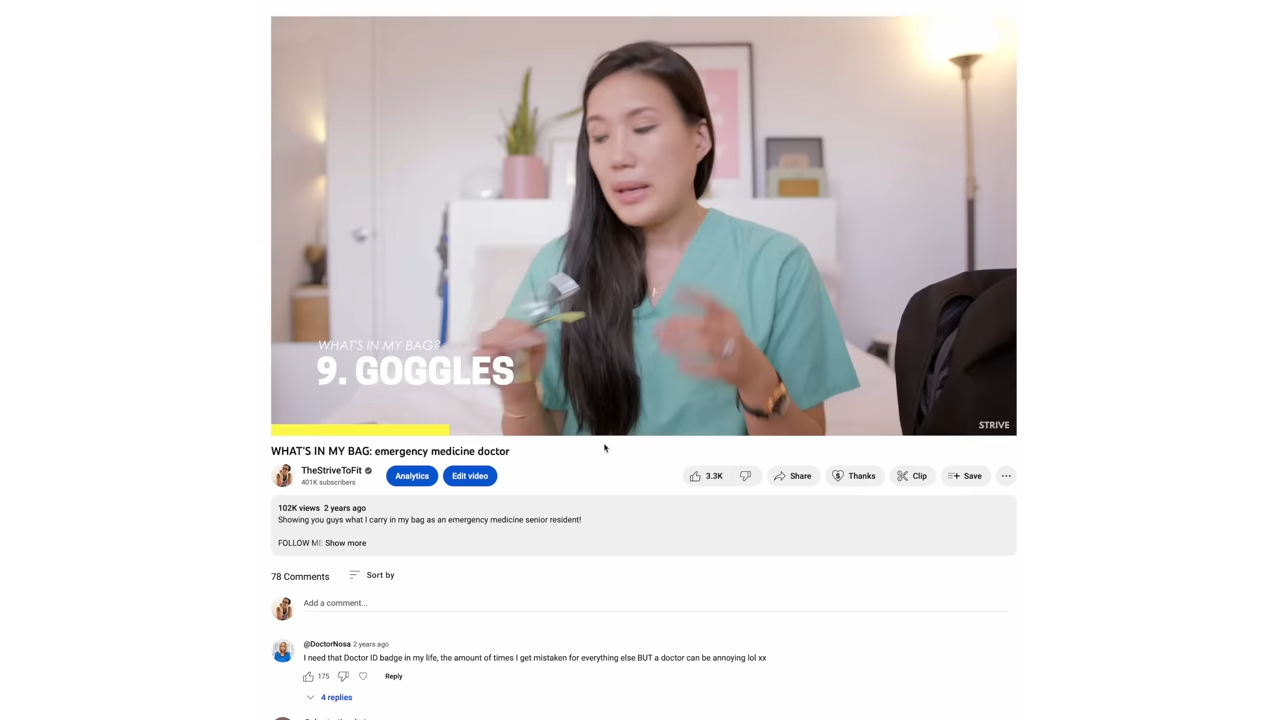 WHAT'S IN MY BAG?
9. GOGGLES
STRIVE
WHAT'S IN MY BAG: emergency medicine doctor
TheStriveToFit
401K subscribers
Analytics
Edit video
3.3K
Share
Thanks
Clip
Save
102K views 2 years ago
Showing you guys what I carry in my bag as an emergency medicine senior resident!
FOLLOW ME Show more
78 Comments
Sort by
Add a comment...
@DoctorNosa 2 years ago
I need that Doctor ID badge in my life, the amount of times I get mistaken for everything else BUT a doctor can be annoying lol xx
175
Reply
4 replies